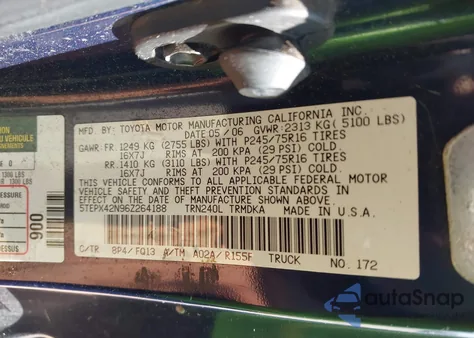 MFD. BY: TOYOTA MOTOR MANUFACTURING CALIFORNIA INC.
DATE:05/06 GVWR:2313 KG(5100 LBS)
GAWR:FR.1249 KG (2755 LBS) WITH P245/75R16 TIRES
16X7J RIMS AT 200 KPA (29 PSI) COLD.
RR.1410 KG (3110 LBS) WITH P245/75R16 TIRES
16X7J RIMS AT 200 KPA (29 PSI) COLD.
THIS VEHICLE CONFORMS TO ALL APPLICABLE FEDERAL MOTOR
VEHICLE SAFETY AND THEFT PREVENTION STANDARDS IN
EFFECT ON THE DATE OF MANUFACTURE SHOWN ABOVE.
5TEPX42N96Z264188 TRN240L TRMDKA MADE IN U.S.A.
C/TR BP4/FQ13 A/TM A02A/R155F TRUCK NO.172
VEHICULE
900
autoSnap